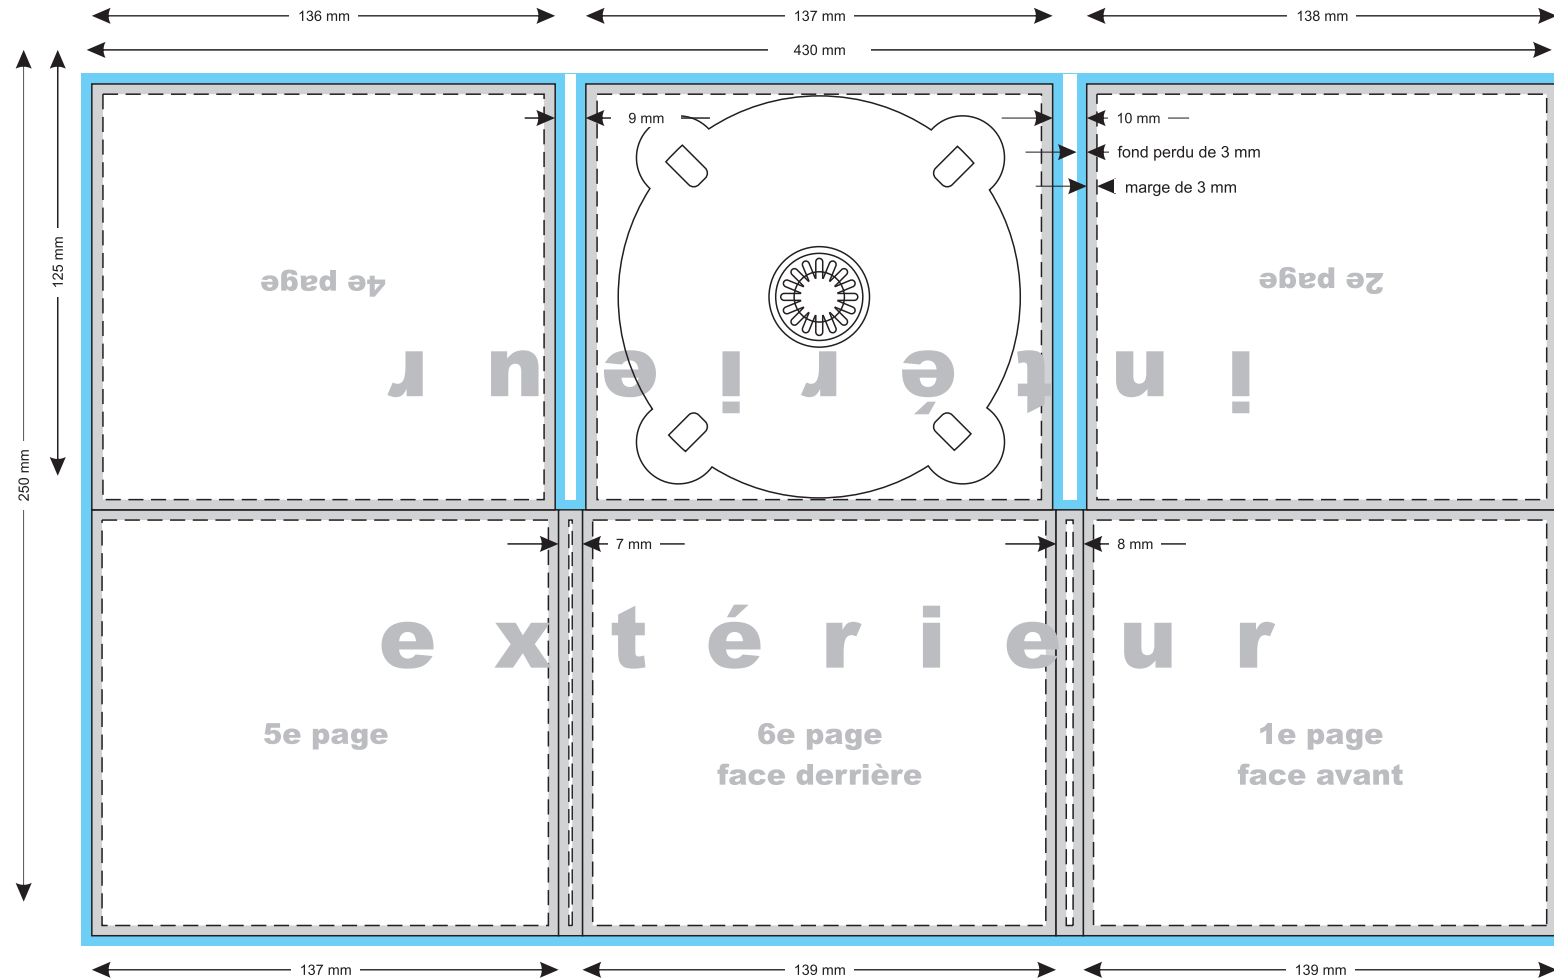 136 mm
137 mm
138 mm
430 mm
9 mm
10 mm
fond perdu de 3 mm
marge de 3 mm
125 mm
250 mm
4e page
2e page
intérieur
7 mm
8 mm
extérieur
5e page
6e page
face derrière
1e page
face avant
137 mm
139 mm
139 mm